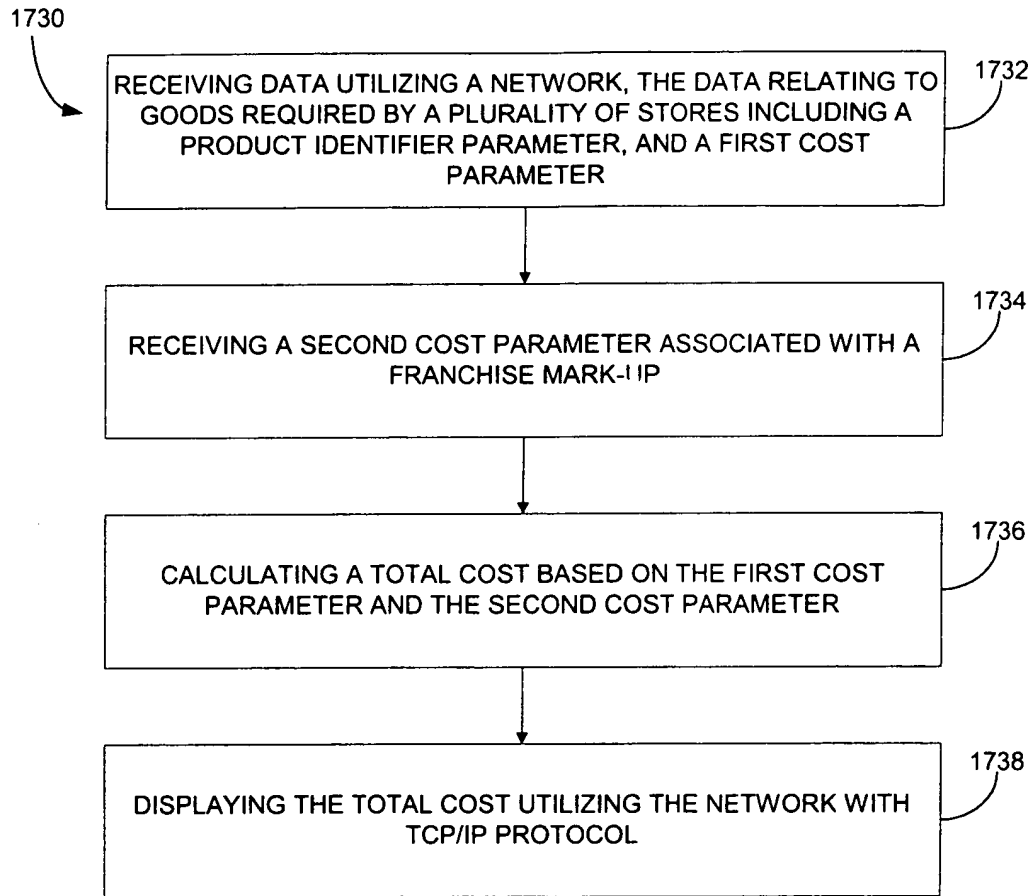 1730
RECEIVING DATA UTILIZING A NETWORK, THE DATA RELATING TO
GOODS REQUIRED BY A PLURALITY OF STORES INCLUDING A
PRODUCT IDENTIFIER PARAMETER, AND A FIRST COST
PARAMETER
1732
RECEIVING A SECOND COST PARAMETER ASSOCIATED WITH A
FRANCHISE MARK-UP
1734
CALCULATING A TOTAL COST BASED ON THE FIRST COST
PARAMETER AND THE SECOND COST PARAMETER
1736
DISPLAYING THE TOTAL COST UTILIZING THE NETWORK WITH
TCP/IP PROTOCOL
1738